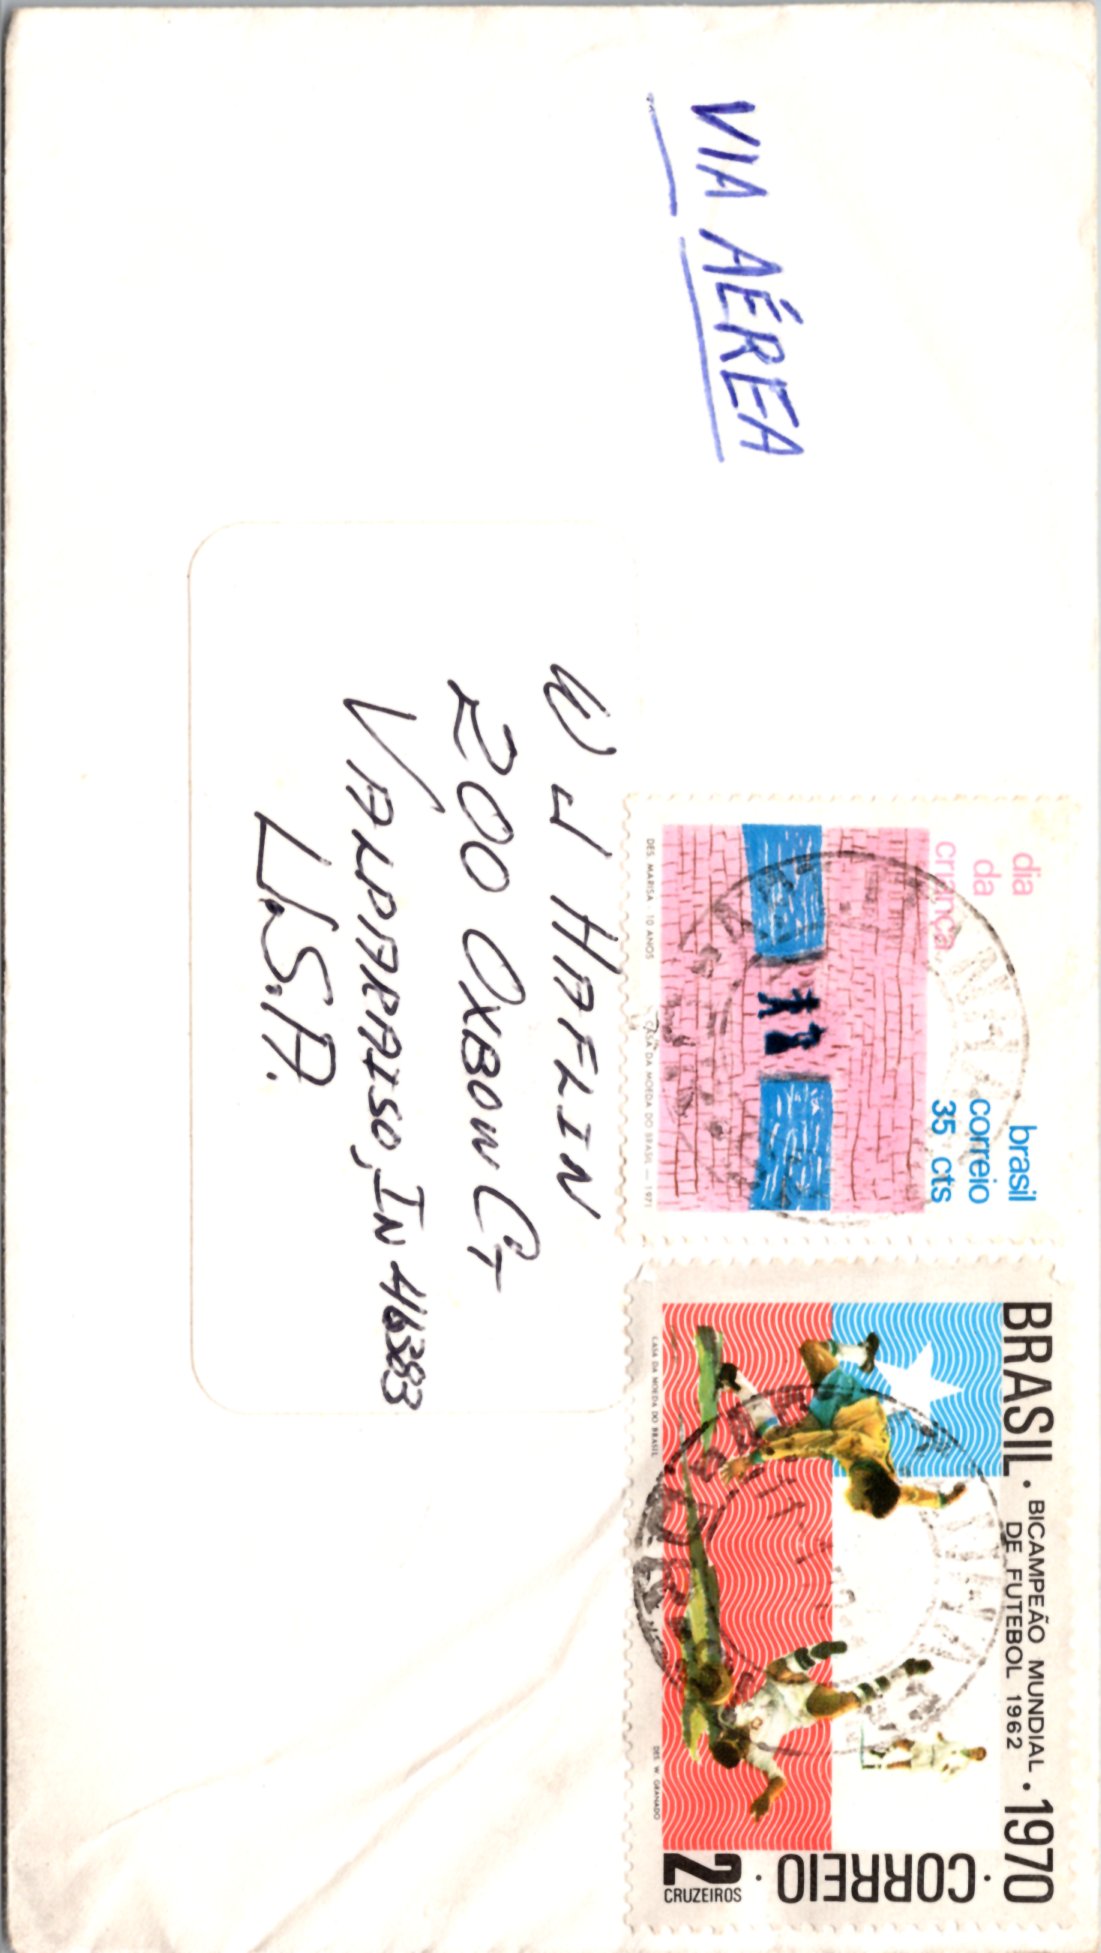 VIA AÉREA
dia
da
criança
brasil
correio
35 cts
DES. MARISA 10 ANOS
CASA DA MOEDA DO BRASIL — 1971
BRASIL · BICAMPEÃO MUNDIAL DE FUTEBOL 1962 · 1970
· CORREIO ·
2
CRUZEIROS
CASA DA MOEDA DO BRASIL
DES. W. GRANADO
W J HAFLIN
200 OXBOW CT
VALPARAISO, IN 46383
U.S.A.